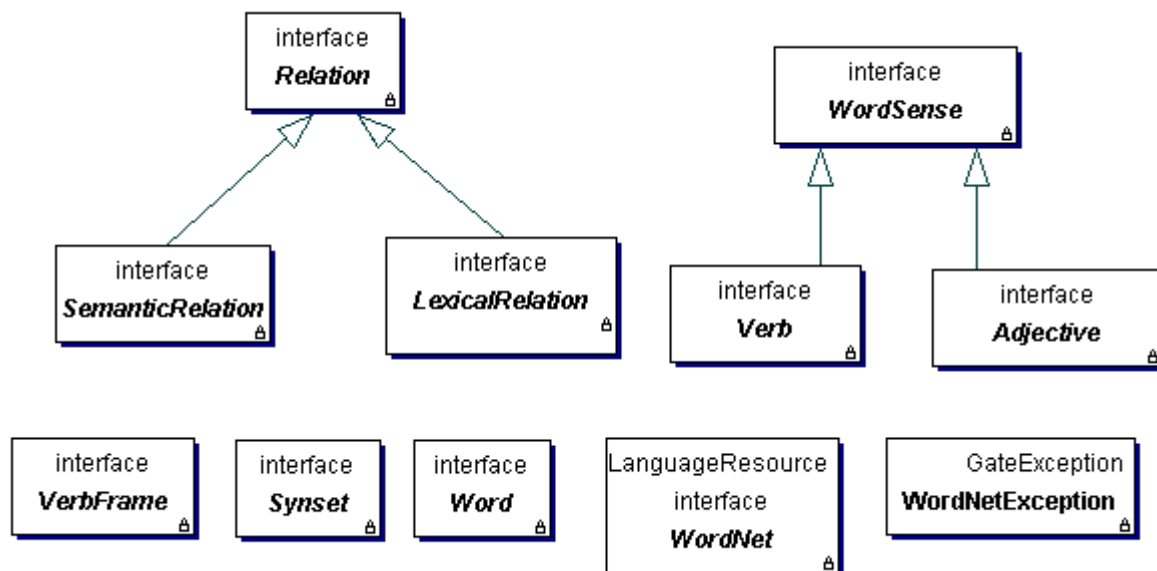 interface
Relation
interface
WordSense
interface
SemanticRelation
interface
LexicalRelation
interface
Verb
interface
Adjective
interface
VerbFrame
interface
Synset
interface
Word
LanguageResource
interface
WordNet
GateException
WordNetException